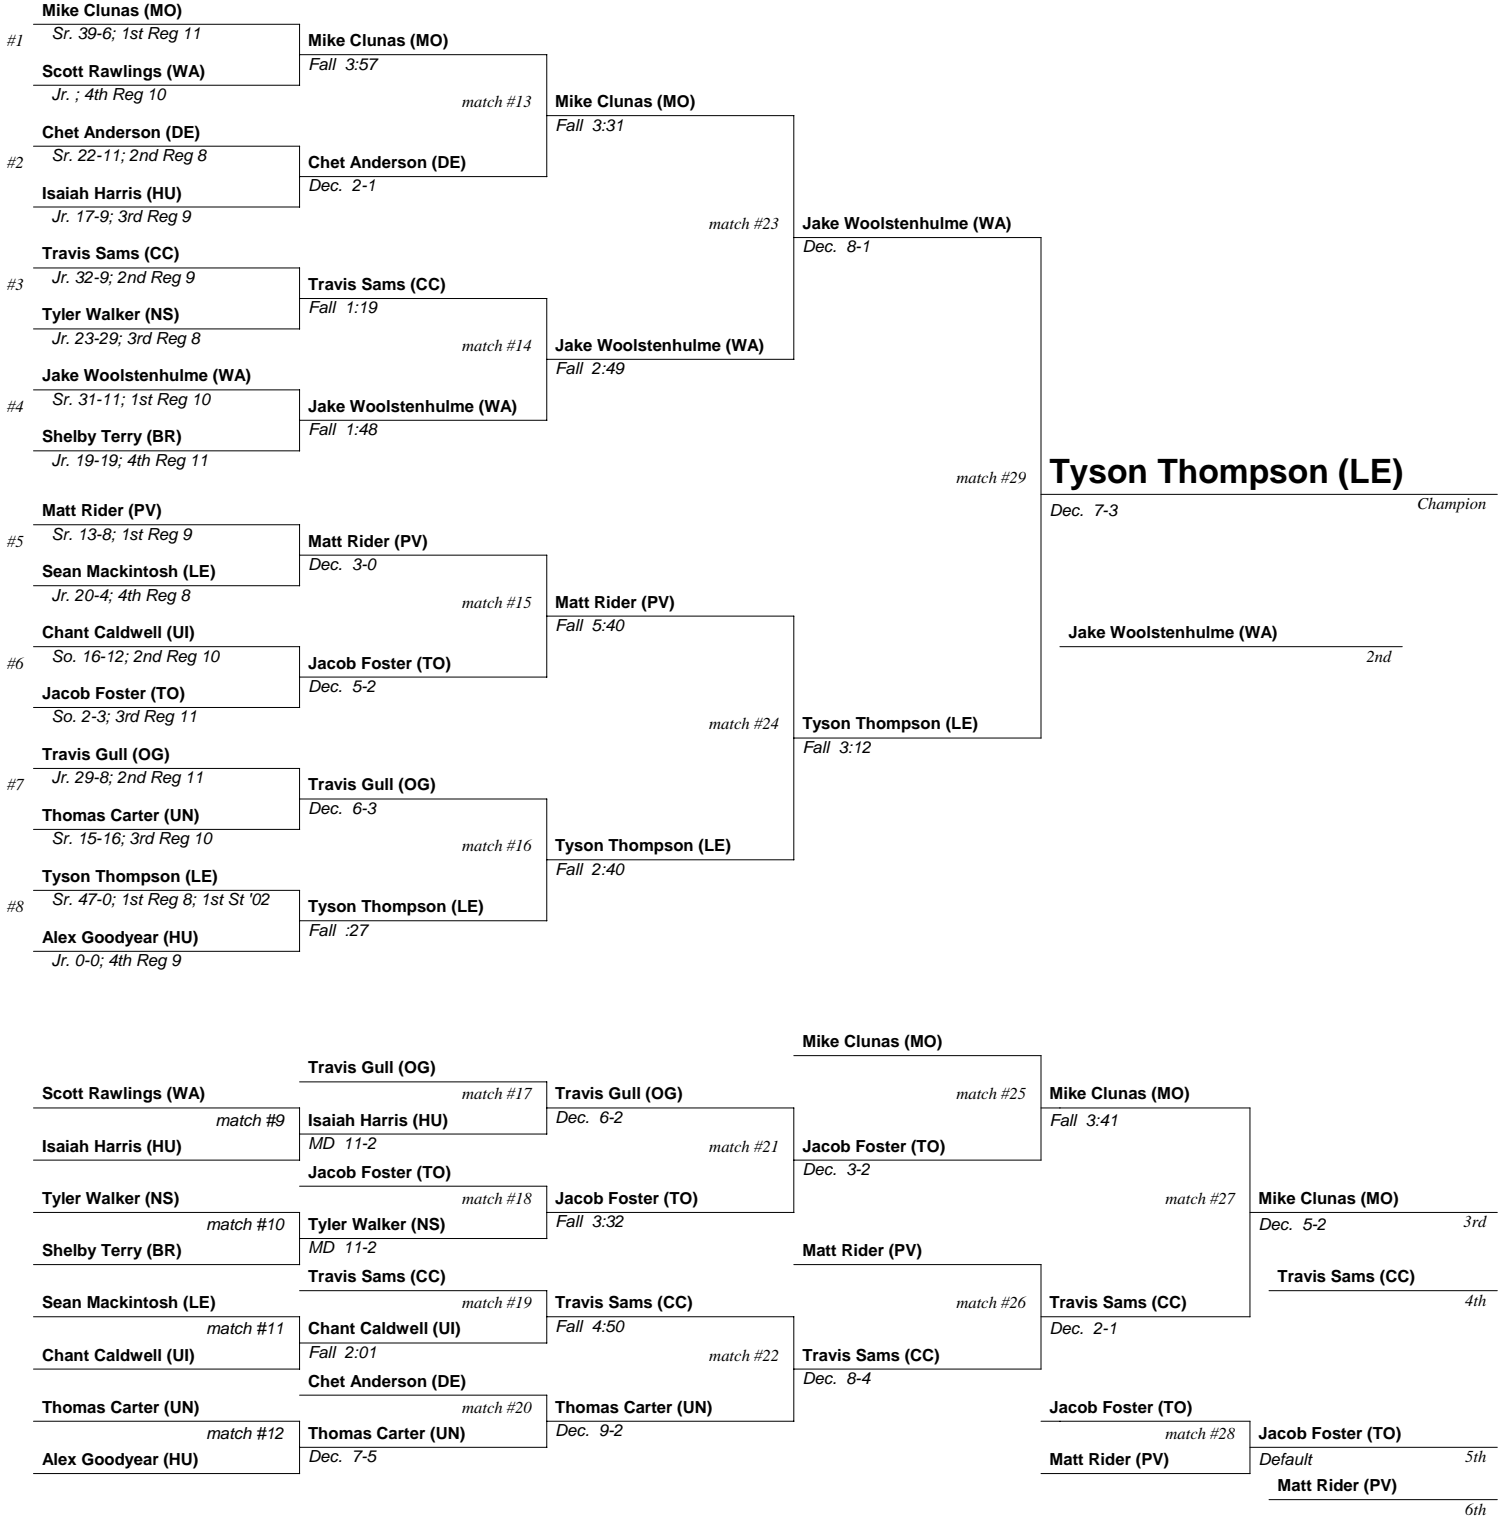 Mike Clunas (MO)
#1 Sr. 39-6; 1st Reg 11
Mike Clunas (MO)
Fall 3:57
Scott Rawlings (WA)
Jr. ; 4th Reg 10
match #13 Mike Clunas (MO)
Fall 3:31
Chet Anderson (DE)
#2 Sr. 22-11; 2nd Reg 8
Chet Anderson (DE)
Dec. 2-1
Isaiah Harris (HU)
Jr. 17-9; 3rd Reg 9
match #23 Jake Woolstenhulme (WA)
Dec. 8-1
Travis Sams (CC)
#3 Jr. 32-9; 2nd Reg 9
Travis Sams (CC)
Fall 1:19
Tyler Walker (NS)
Jr. 23-29; 3rd Reg 8
match #14 Jake Woolstenhulme (WA)
Fall 2:49
Jake Woolstenhulme (WA)
#4 Sr. 31-11; 1st Reg 10
Jake Woolstenhulme (WA)
Fall 1:48
Shelby Terry (BR)
Jr. 19-19; 4th Reg 11
match #29 Tyson Thompson (LE)
Dec. 7-3 Champion
Matt Rider (PV)
#5 Sr. 13-8; 1st Reg 9
Matt Rider (PV)
Dec. 3-0
Sean Mackintosh (LE)
Jr. 20-4; 4th Reg 8
match #15 Matt Rider (PV)
Fall 5:40
Chant Caldwell (UI)
#6 So. 16-12; 2nd Reg 10
Jake Woolstenhulme (WA)
2nd
Jacob Foster (TO)
Dec. 5-2
Jacob Foster (TO)
So. 2-3; 3rd Reg 11
match #24 Tyson Thompson (LE)
Fall 3:12
Travis Gull (OG)
#7 Jr. 29-8; 2nd Reg 11
Travis Gull (OG)
Dec. 6-3
Thomas Carter (UN)
Sr. 15-16; 3rd Reg 10
match #16 Tyson Thompson (LE)
Fall 2:40
Tyson Thompson (LE)
#8 Sr. 47-0; 1st Reg 8; 1st St '02
Tyson Thompson (LE)
Fall :27
Alex Goodyear (HU)
Jr. 0-0; 4th Reg 9
Mike Clunas (MO)
Travis Gull (OG)
Scott Rawlings (WA) match #17 Travis Gull (OG) match #25 Mike Clunas (MO)
match #9 Isaiah Harris (HU) Dec. 6-2 Fall 3:41
Isaiah Harris (HU) MD 11-2 match #21 Jacob Foster (TO)
Jacob Foster (TO) Dec. 3-2
Tyler Walker (NS) match #18 Jacob Foster (TO) match #27 Mike Clunas (MO)
match #10 Tyler Walker (NS) Fall 3:32 Dec. 5-2 3rd
Shelby Terry (BR) MD 11-2 Matt Rider (PV)
Travis Sams (CC) Travis Sams (CC)
Sean Mackintosh (LE) match #19 Travis Sams (CC) match #26 Travis Sams (CC) 4th
match #11 Chant Caldwell (UI) Fall 4:50 Dec. 2-1
Chant Caldwell (UI) Fall 2:01 match #22 Travis Sams (CC)
Chet Anderson (DE) Dec. 8-4
Thomas Carter (UN) match #20 Thomas Carter (UN) Jacob Foster (TO)
match #12 Thomas Carter (UN) Dec. 9-2 match #28 Jacob Foster (TO)
Alex Goodyear (HU) Dec. 7-5 Matt Rider (PV) Default 5th
Matt Rider (PV)
6th